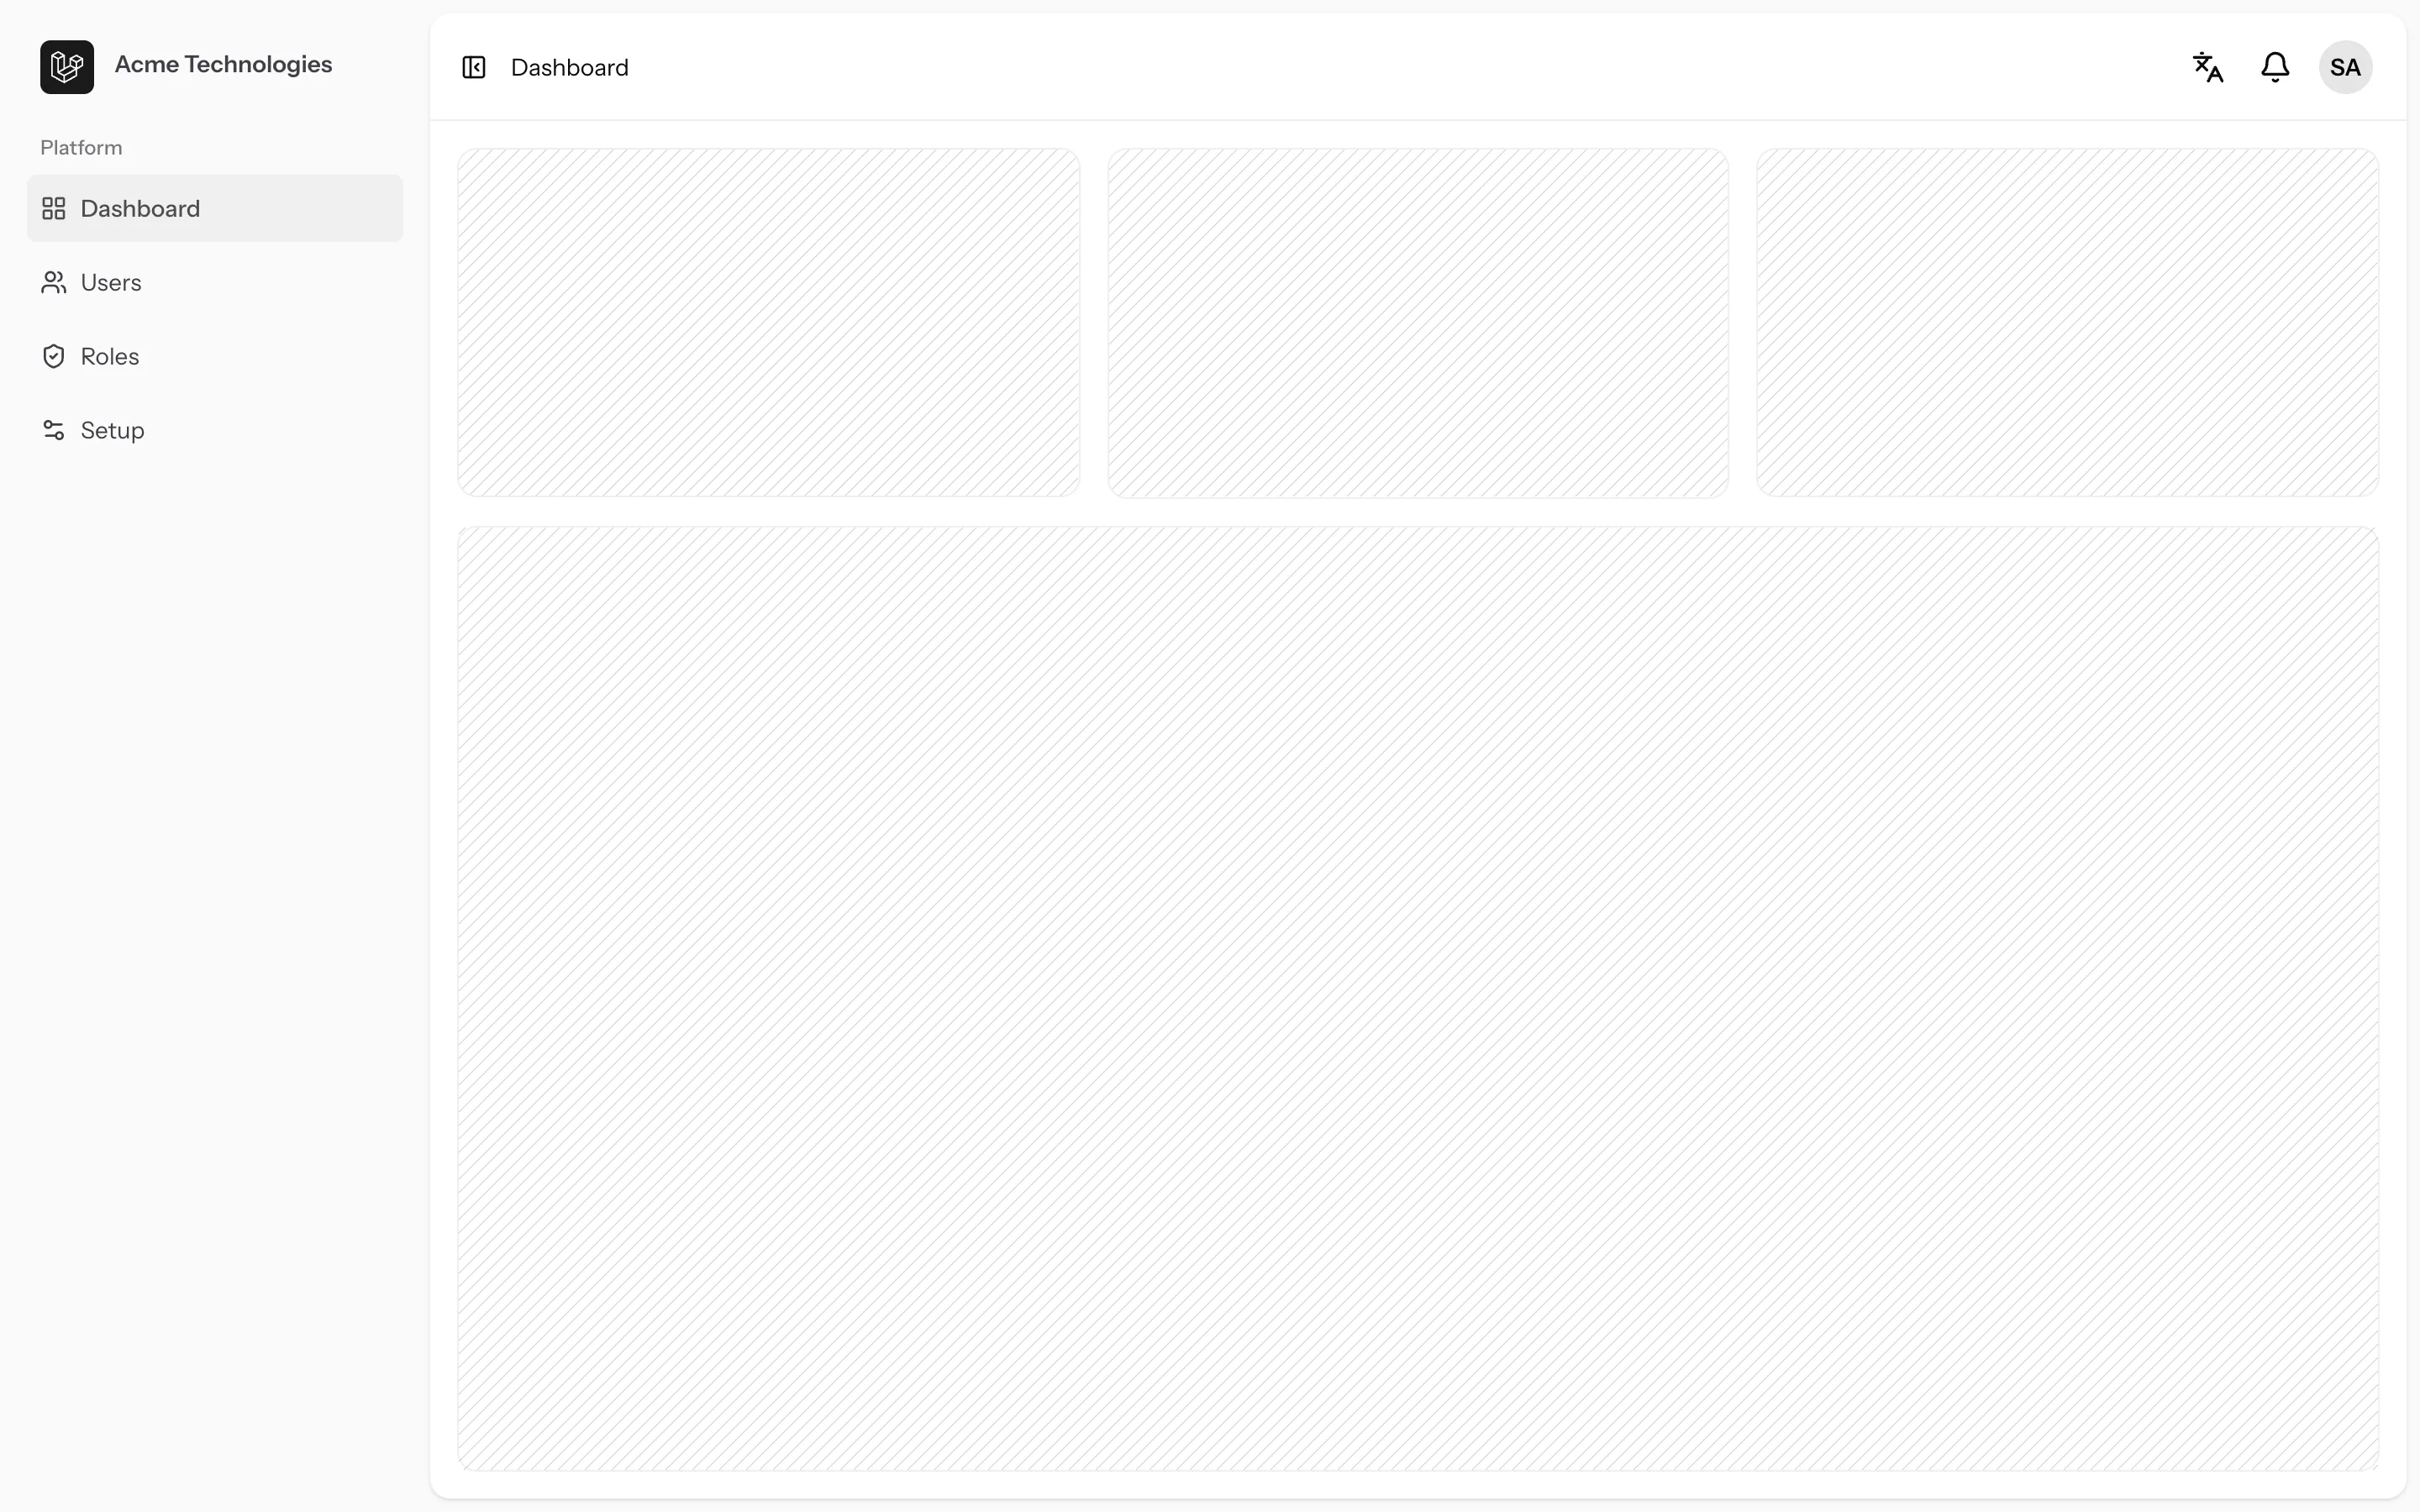 Acme Technologies
Platform
Dashboard
Users
Roles
Setup
Dashboard
SA